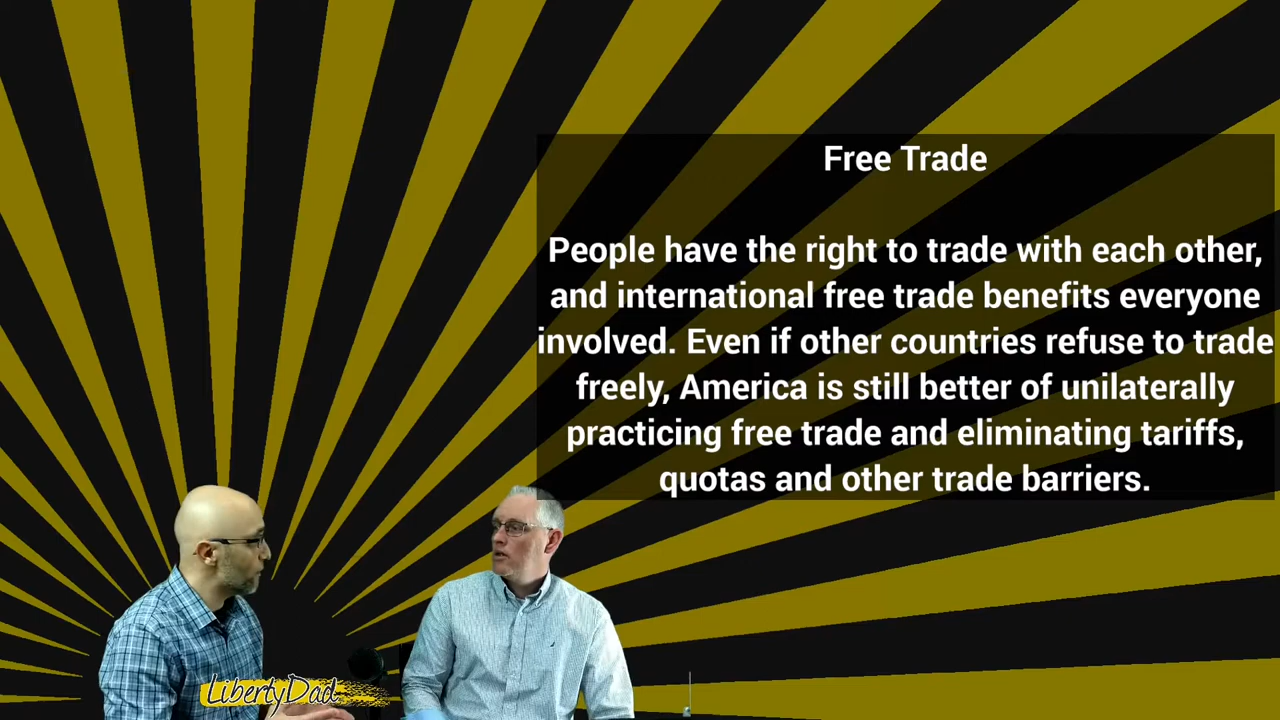 Free Trade
People have the right to trade with each other,
and international free trade benefits everyone
involved. Even if other countries refuse to trade
freely, America is still better of unilaterally
practicing free trade and eliminating tariffs,
quotas and other trade barriers.
LibertyDad